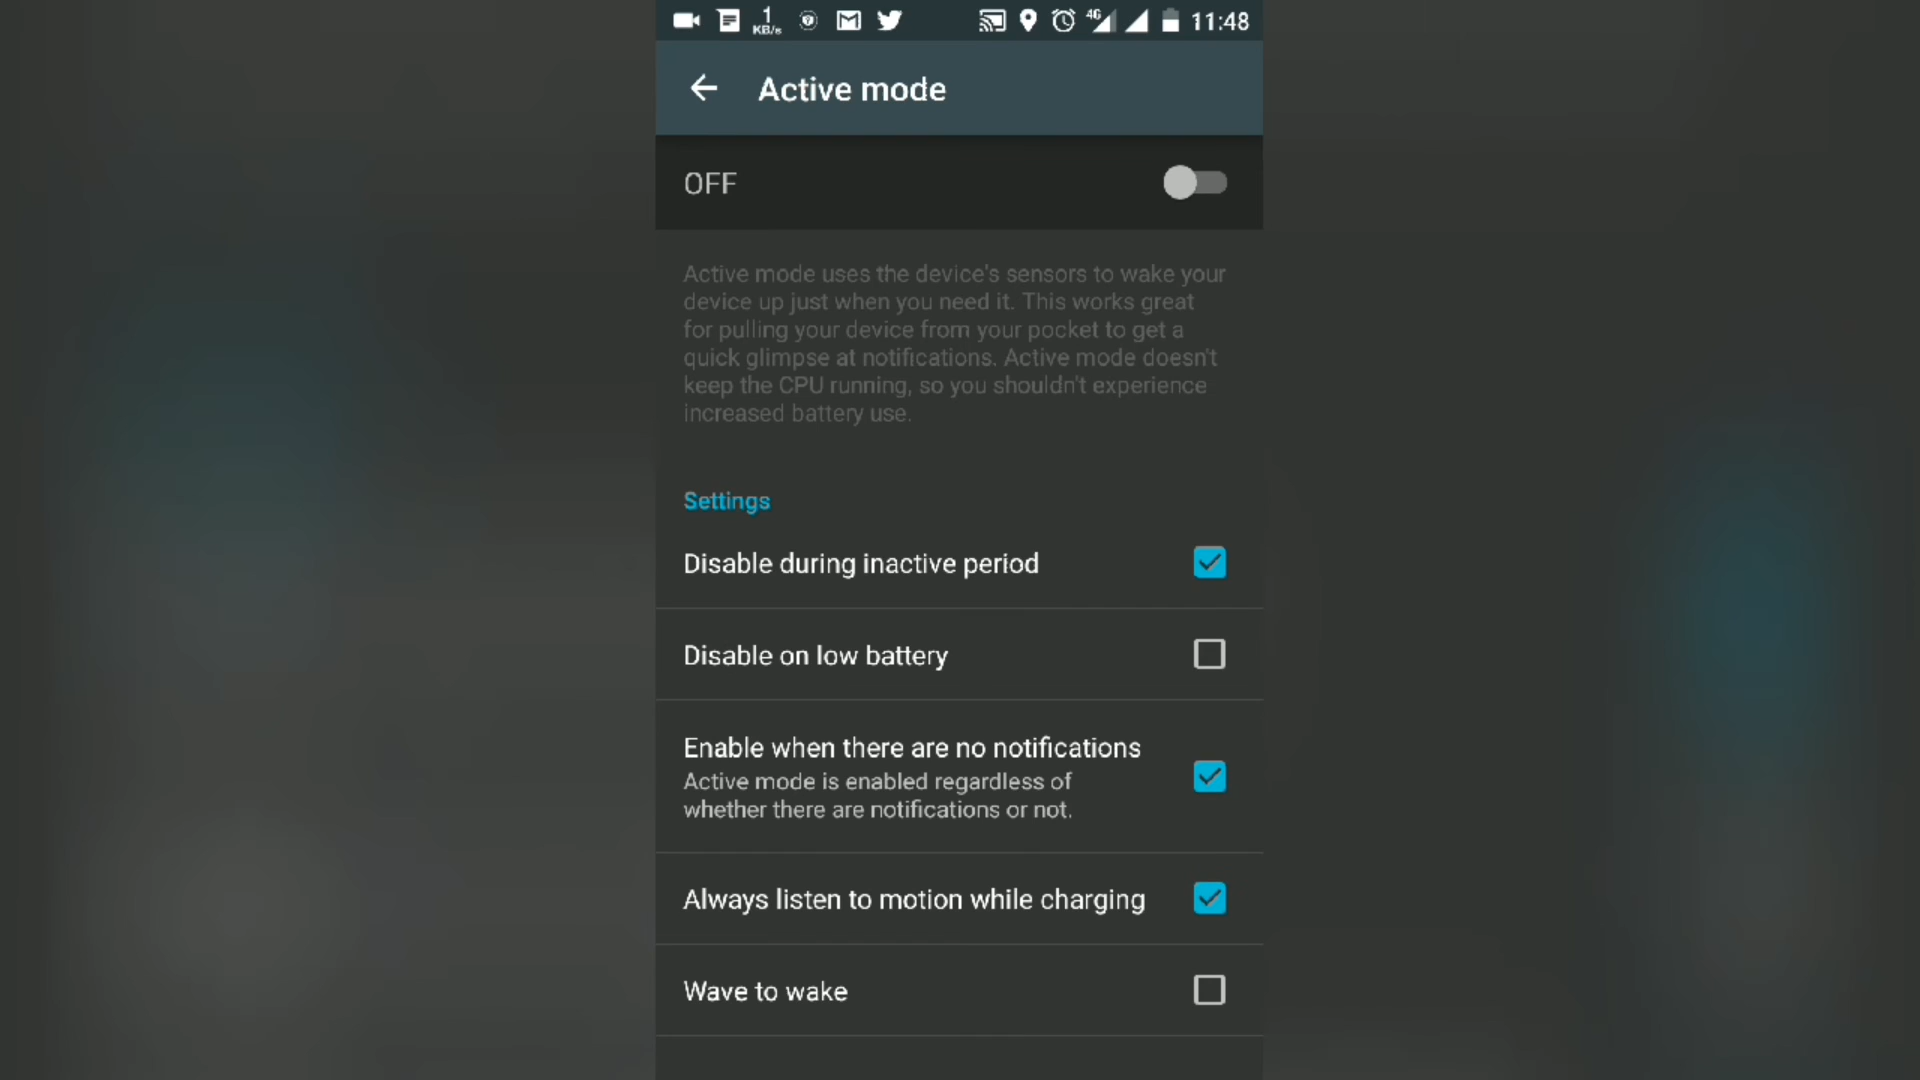 1
KB/s
4G
11:48
Active mode
OFF
Active mode uses the device's sensors to wake your
device up just when you need it. This works great
for pulling your device from your pocket to get a
quick glimpse at notifications. Active mode doesn't
keep the CPU running, so you shouldn't experience
increased battery use.
Settings
Disable during inactive period
Disable on low battery
Enable when there are no notifications
Active mode is enabled regardless of
whether there are notifications or not.
Always listen to motion while charging
Wave to wake